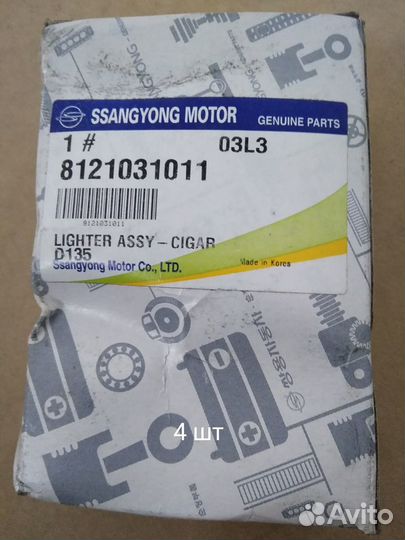 SSANGYONG MOTOR GENUINE PARTS
1 # 03L3
8121031011
8121031011
LIGHTER ASSY-CIGAR
D135
Ssangyong Motor Co., LTD. Made in Korea
4 шт
Avito